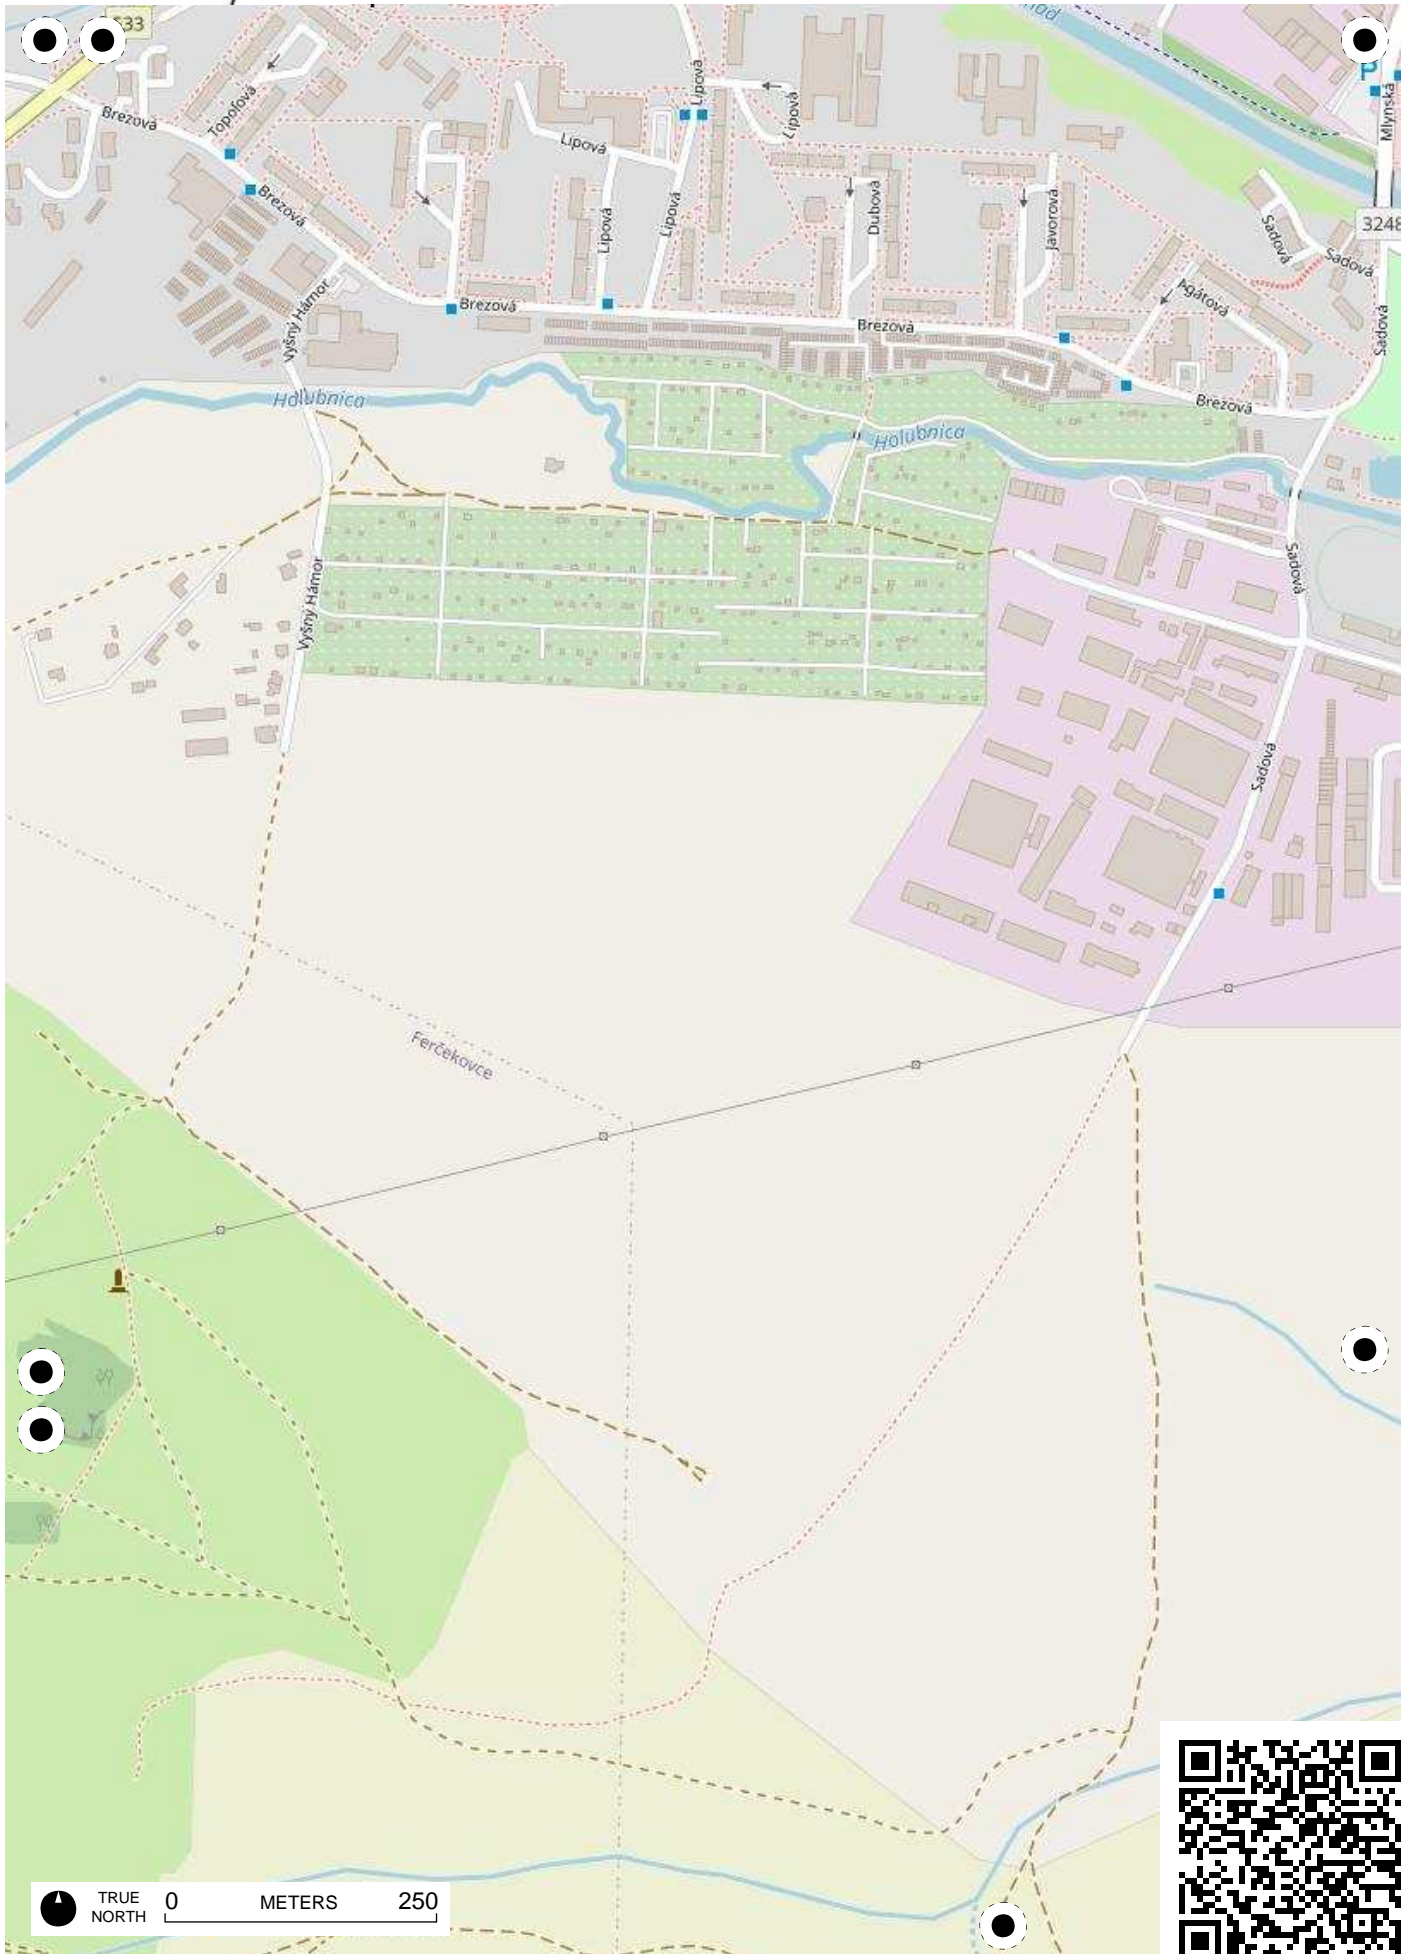 533
Brezová
Topoľová
Brezová
Vyšný Hámor
Brezová
Lipová
Lipová
Lipová
Lipová
Lipová
Dubová
Javorová
Brezová
Agátová
Sadová
Sadová
Brezová
Sadová
Mlynská
P
3248
Holubnica
Holubnica
Vyšný Hámor
Sadová
Sadová
Ferčekovce
TRUE
NORTH
0 METERS 250